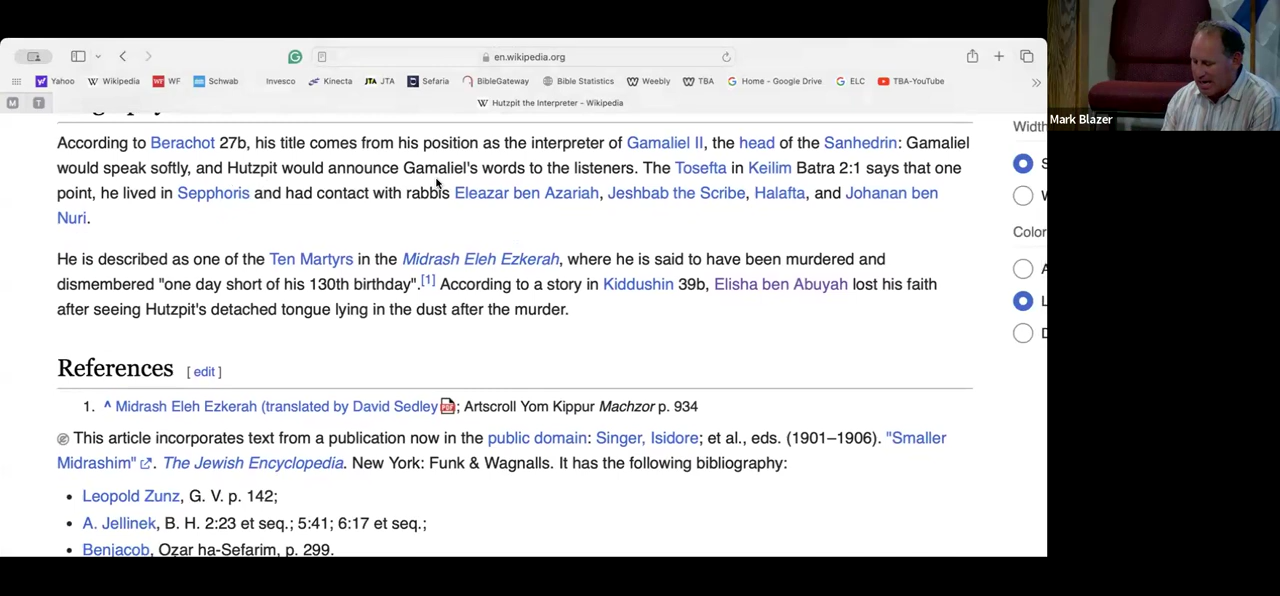 en.wikipedia.org
Yahoo Wikipedia WF WF Schwab Invesco Kinecta JTA JTA Sefaria BibleGateway Bible Statistics Weebly TBA Home - Google Drive ELC TBA-YouTube
M T Hutzpit the Interpreter - Wikipedia
Mark Blazer
According to Berachot 27b, his title comes from his position as the interpreter of Gamaliel II, the head of the Sanhedrin: Gamaliel
would speak softly, and Hutzpit would announce Gamaliel's words to the listeners. The Tosefta in Keilim Batra 2:1 says that one
point, he lived in Sepphoris and had contact with rabbis Eleazar ben Azariah, Jeshbab the Scribe, Halafta, and Johanan ben
Nuri.
He is described as one of the Ten Martyrs in the Midrash Eleh Ezkerah, where he is said to have been murdered and
dismembered "one day short of his 130th birthday".[1] According to a story in Kiddushin 39b, Elisha ben Abuyah lost his faith
after seeing Hutzpit's detached tongue lying in the dust after the murder.
References [ edit ]
1. ^ Midrash Eleh Ezkerah (translated by David Sedley ; Artscroll Yom Kippur Machzor p. 934
This article incorporates text from a publication now in the public domain: Singer, Isidore; et al., eds. (1901–1906). "Smaller
Midrashim" . The Jewish Encyclopedia. New York: Funk & Wagnalls. It has the following bibliography:
• Leopold Zunz, G. V. p. 142;
• A. Jellinek, B. H. 2:23 et seq.; 5:41; 6:17 et seq.;
• Benjacob, Ozar ha-Sefarim, p. 299.
Width
Color